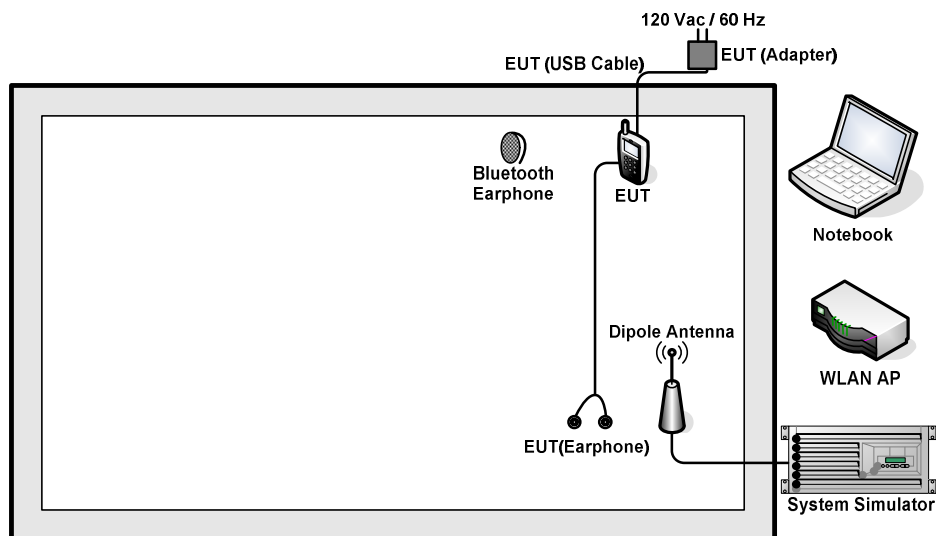 120 Vac / 60 Hz
EUT (Adapter)
EUT (USB Cable)
Bluetooth
Earphone
EUT
Notebook
Dipole Antenna
WLAN AP
EUT(Earphone)
System Simulator